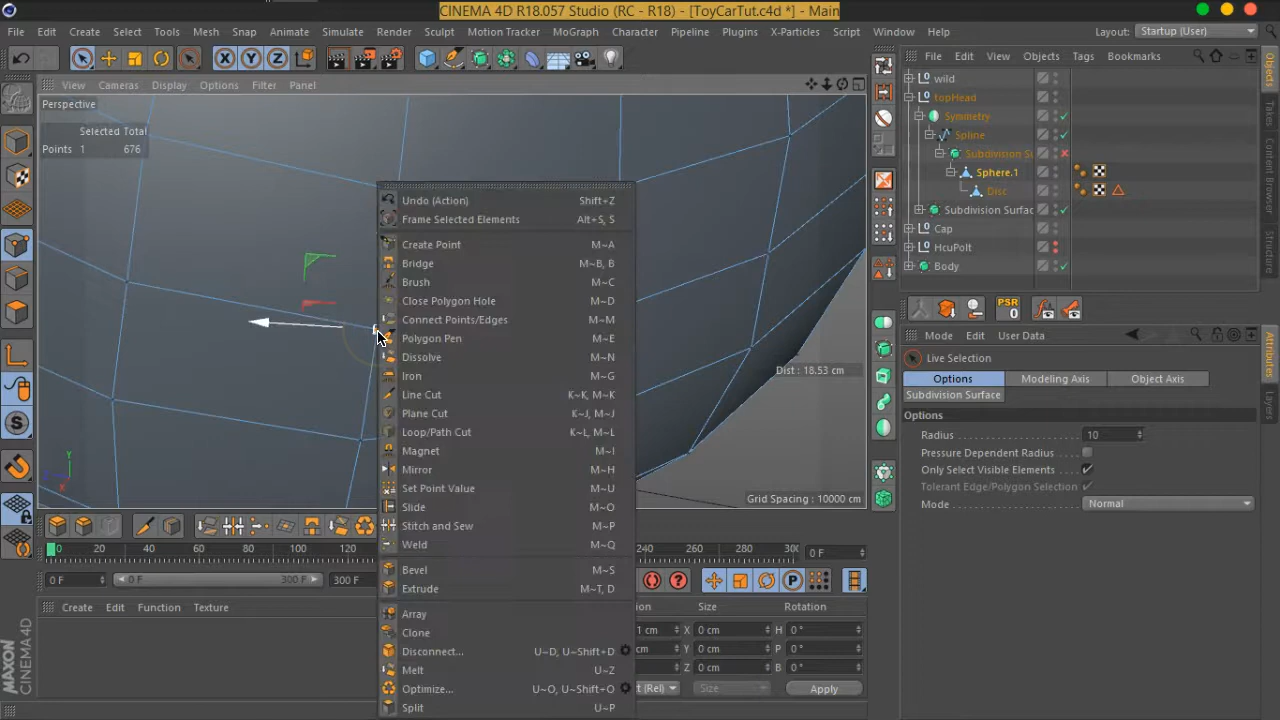 CINEMA 4D R18.057 Studio (RC - R18) - [ToyCarTut.c4d *] - Main
File Edit Create Select Tools Mesh Snap Animate Simulate Render Sculpt Motion Tracker MoGraph Character Pipeline Plugins X-Particles Script Window Help Layout: Startup (User)
X Y Z
File Edit View Objects Tags Bookmarks
View Cameras Display Options Filter Panel
Perspective
Selected Total
Points 1 676
wild
topHead
Symmetry
Spline
Subdivision S
Sphere.1
Disc
Subdivision Surfac
Cap
HcuPolt
Body
Objects
Takes
Content Browser
Structure
Undo (Action) Shift+Z
Frame Selected Elements Alt+S, S
Create Point M~A
Bridge M~B, B
Brush M~C
Close Polygon Hole M~D
Connect Points/Edges M~M
Polygon Pen M~E
Dissolve M~N
Iron M~G
Line Cut K~K, M~K
Plane Cut K~J, M~J
Loop/Path Cut K~L, M~L
Magnet M~I
Mirror M~H
Set Point Value M~U
Slide M~O
Stitch and Sew M~P
Weld M~Q
Bevel M~S
Extrude M~T, D
Array
Clone
Disconnect... U~D, U~Shift+D
Melt U~Z
Optimize... U~O, U~Shift+O
Split U~P
Dist : 18.53 cm
Grid Spacing : 10000 cm
Y
X
PSR
0
Mode Edit User Data
Live Selection
Options Modeling Axis Object Axis
Subdivision Surface
Options
Radius 10
Pressure Dependent Radius
Only Select Visible Elements
Tolerant Edge/Polygon Selection
Mode Normal
Attributes
Layers
0 20 40 60 80 100 120 240 260 280 300 0 F
0 F 0 F 300 F 300 F
P
Create Edit Function Texture
ion Size Rotation
1 cm X 0 cm H 0 °
cm Y 0 cm P 0 °
cm Z 0 cm B 0 °
t (Rel) Size Apply
MAXON
CINEMA 4D